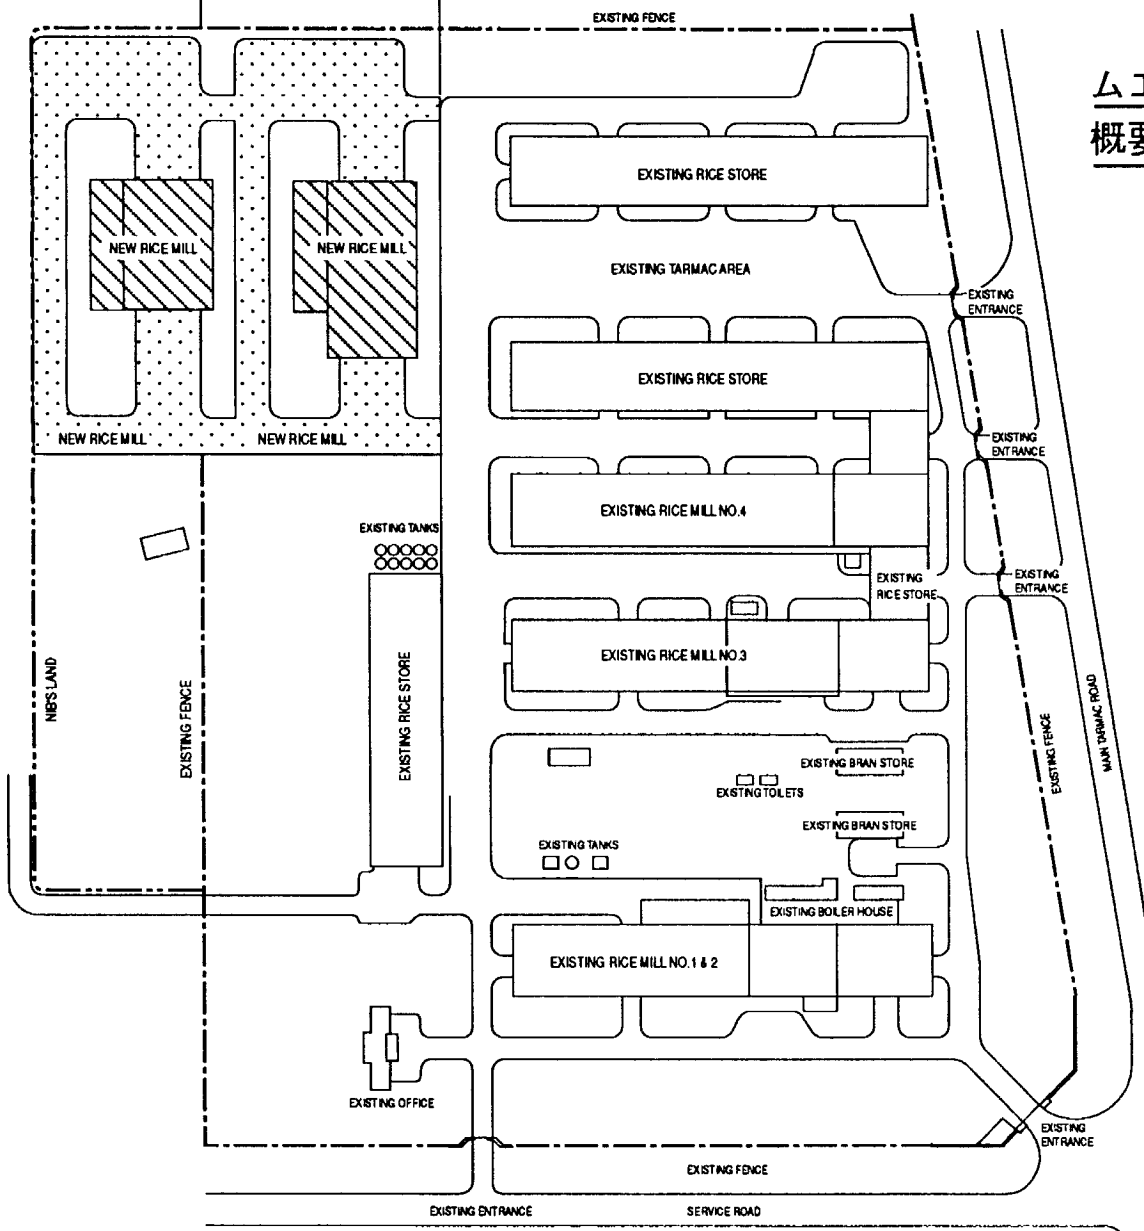 EXISTING FENCE
ムエ
概要
EXISTING RICE STORE
NEW RICE MILL
NEW RICE MILL
EXISTING TARMAC AREA
EXISTING
ENTRANCE
EXISTING RICE STORE
NEW RICE MILL
NEW RICE MILL
EXISTING
ENTRANCE
EXISTING TANKS
EXISTING RICE MILL NO.4
EXISTING
RICE STORE
EXISTING
ENTRANCE
NIB'S LAND
EXISTING FENCE
EXISTING RICE STORE
EXISTING RICE MILL NO.3
EXISTING FENCE
MAIN TARMAC ROAD
EXISTING BRAN STORE
EXISTING TOILETS
EXISTING BRAN STORE
EXISTING TANKS
EXISTING BOILER HOUSE
EXISTING RICE MILL NO.1 & 2
EXISTING OFFICE
EXISTING
ENTRANCE
EXISTING FENCE
EXISTING ENTRANCE
SERVICE ROAD